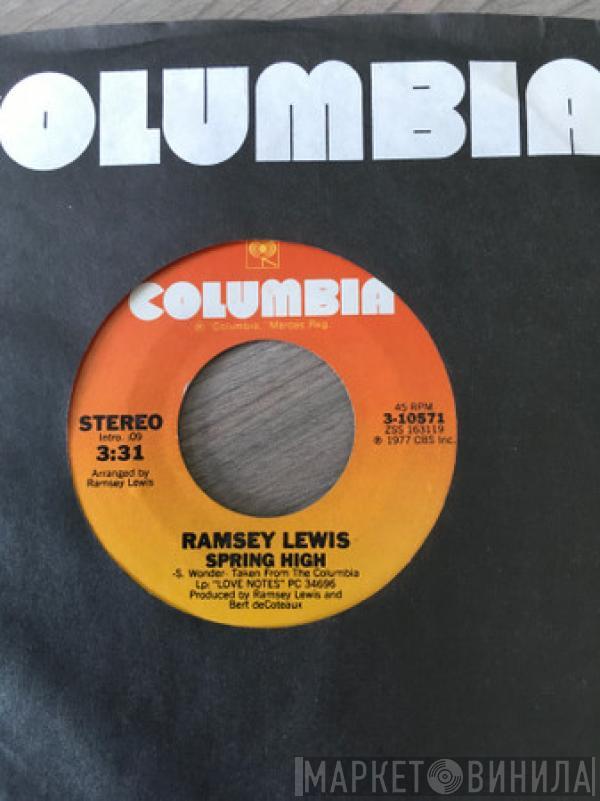 COLUMBIA
COLUMBIA
® Columbia, Marcas Reg.
STEREO
Intro. :09
3:31
Arranged by
Ramsey Lewis
45 RPM
3-10571
ZSS 163119
℗ 1977 CBS Inc.
RAMSEY LEWIS
SPRING HIGH
-S. Wonder- Taken From The Columbia
Lp: "LOVE NOTES" PC 34696
Produced by Ramsey Lewis and
Bert deCoteaux
МАРКЕТ ВИНИЛА